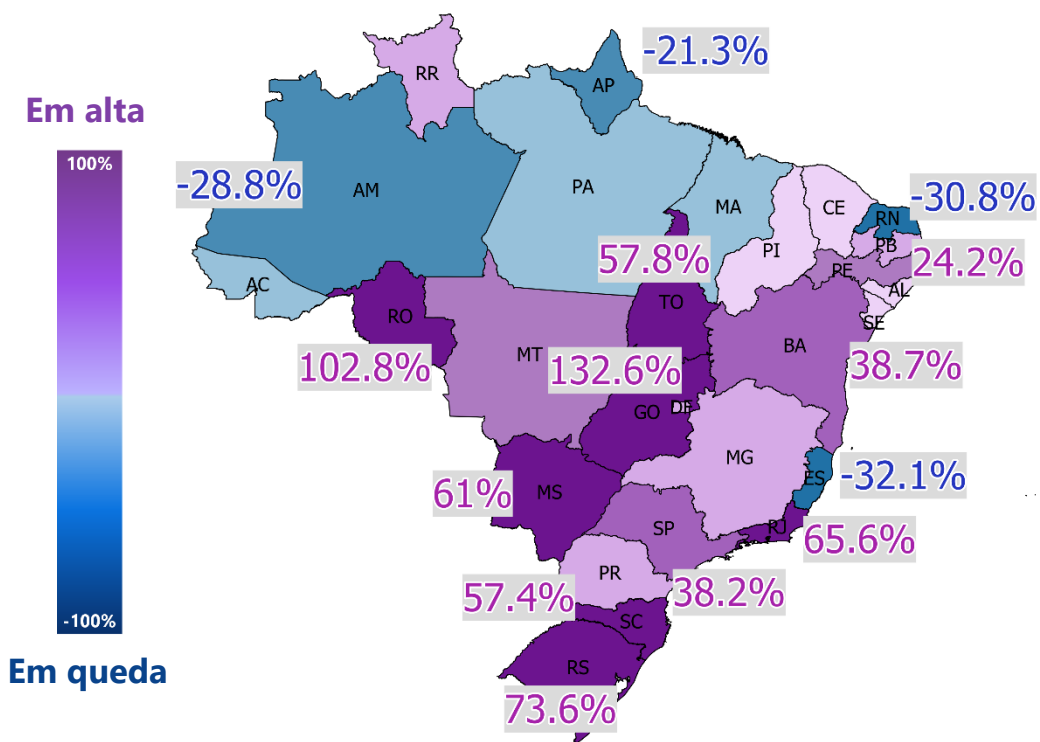 Em alta
100%
-100%
Em queda
RR
AP
-21.3%
-28.8%
AM
PA
MA
CE
RN
-30.8%
PI
PB
24.2%
PE
AL
SE
57.8%
AC
RO
TO
BA
38.7%
102.8%
MT
132.6%
GO
DF
MG
ES
-32.1%
61%
MS
SP
RJ
65.6%
PR
57.4%
38.2%
SC
RS
73.6%